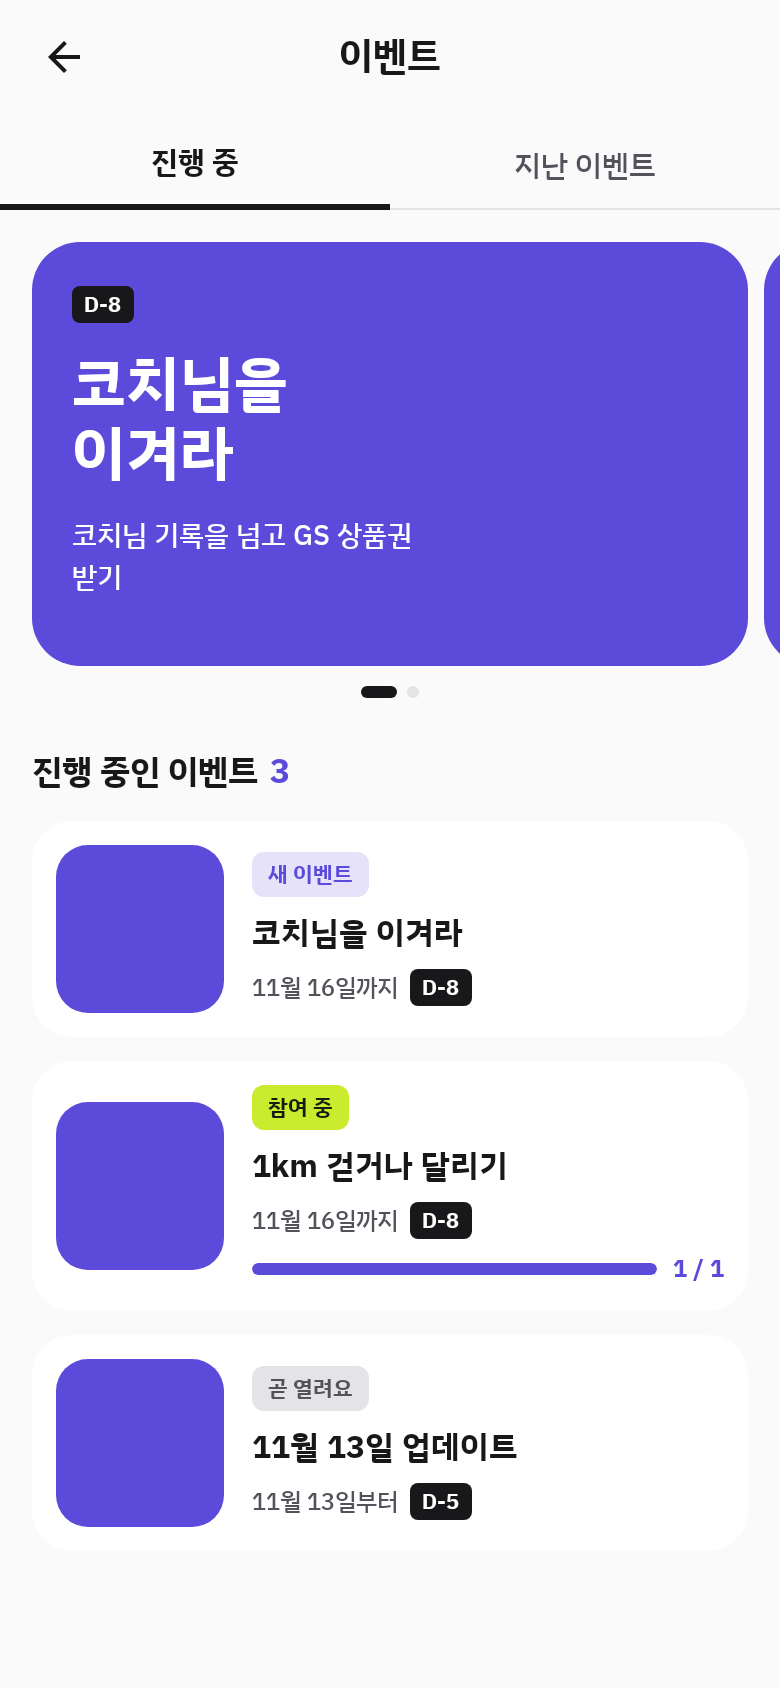 이벤트
진행 중
지난 이벤트
D-8
코치님을
이겨라
코치님 기록을 넘고 GS 상품권
받기
진행 중인 이벤트 3
새 이벤트
코치님을 이겨라
11월 16일까지 D-8
참여 중
1km 걷거나 달리기
11월 16일까지 D-8
1 / 1
곧 열려요
11월 13일 업데이트
11월 13일부터 D-5